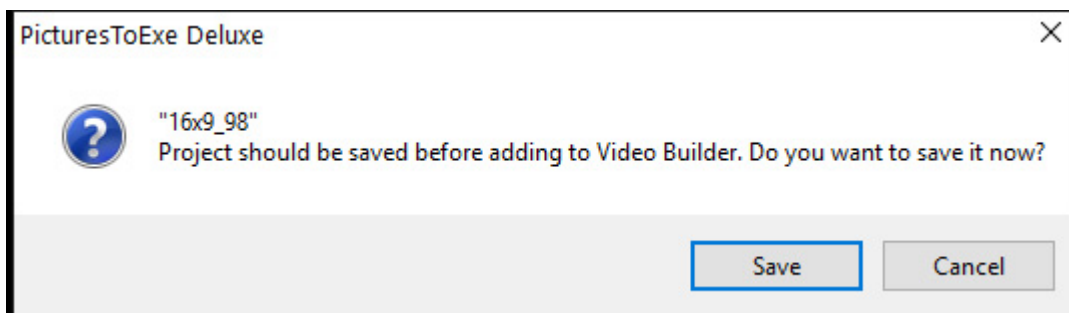 PicturesToExe Deluxe
"16x9_98"
Project should be saved before adding to Video Builder. Do you want to save it now?
Save
Cancel